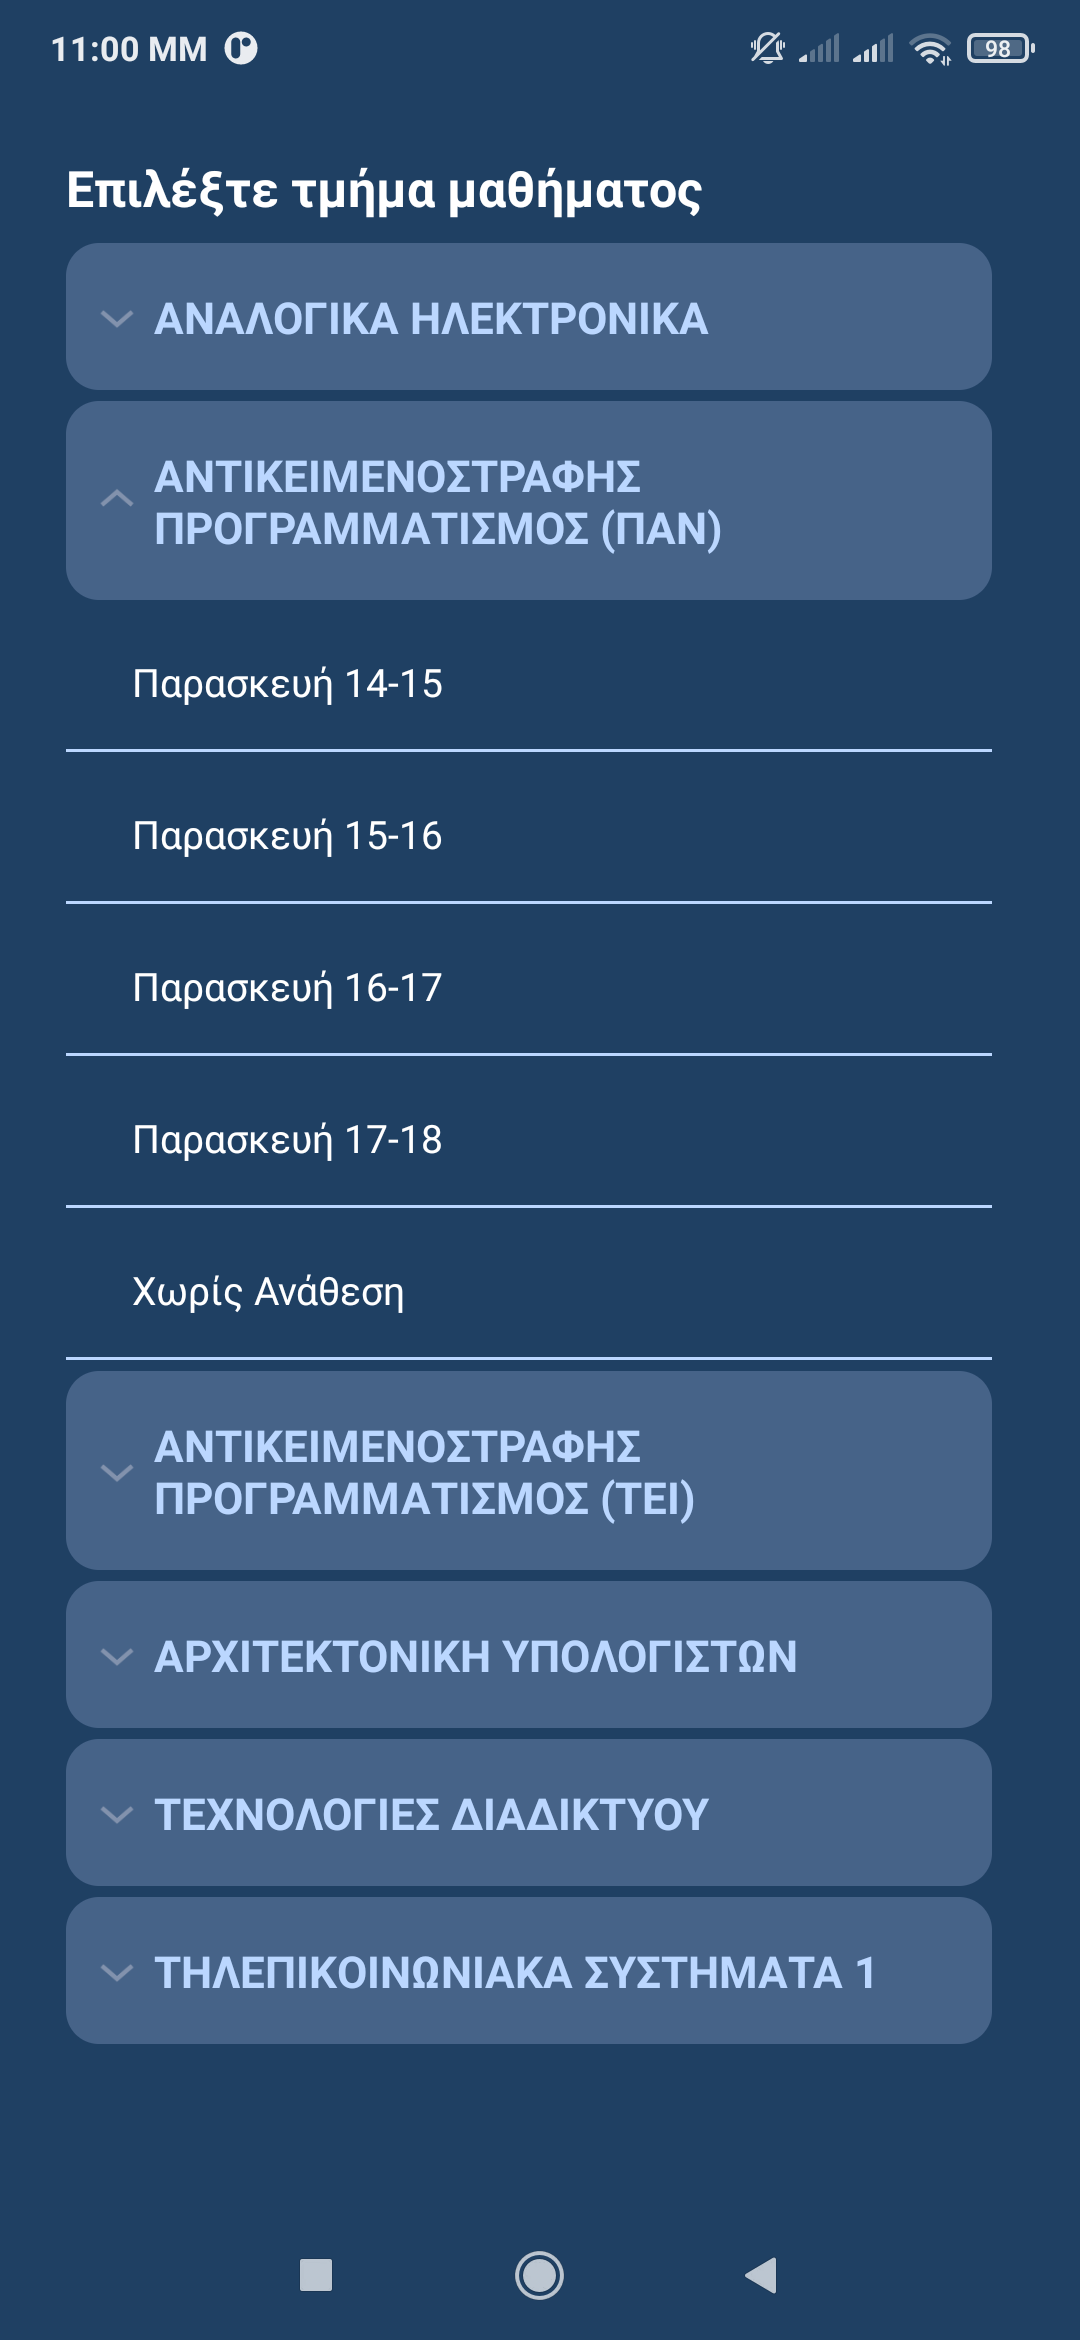 11:00 ΜΜ
98
Επιλέξτε τμήμα μαθήματος
ΑΝΑΛΟΓΙΚΑ ΗΛΕΚΤΡΟΝΙΚΑ
ΑΝΤΙΚΕΙΜΕΝΟΣΤΡΑΦΗΣ
ΠΡΟΓΡΑΜΜΑΤΙΣΜΟΣ (ΠΑΝ)
Παρασκευή 14-15
Παρασκευή 15-16
Παρασκευή 16-17
Παρασκευή 17-18
Χωρίς Ανάθεση
ΑΝΤΙΚΕΙΜΕΝΟΣΤΡΑΦΗΣ
ΠΡΟΓΡΑΜΜΑΤΙΣΜΟΣ (ΤΕΙ)
ΑΡΧΙΤΕΚΤΟΝΙΚΗ ΥΠΟΛΟΓΙΣΤΩΝ
ΤΕΧΝΟΛΟΓΙΕΣ ΔΙΑΔΙΚΤΥΟΥ
ΤΗΛΕΠΙΚΟΙΝΩΝΙΑΚΑ ΣΥΣΤΗΜΑΤΑ 1